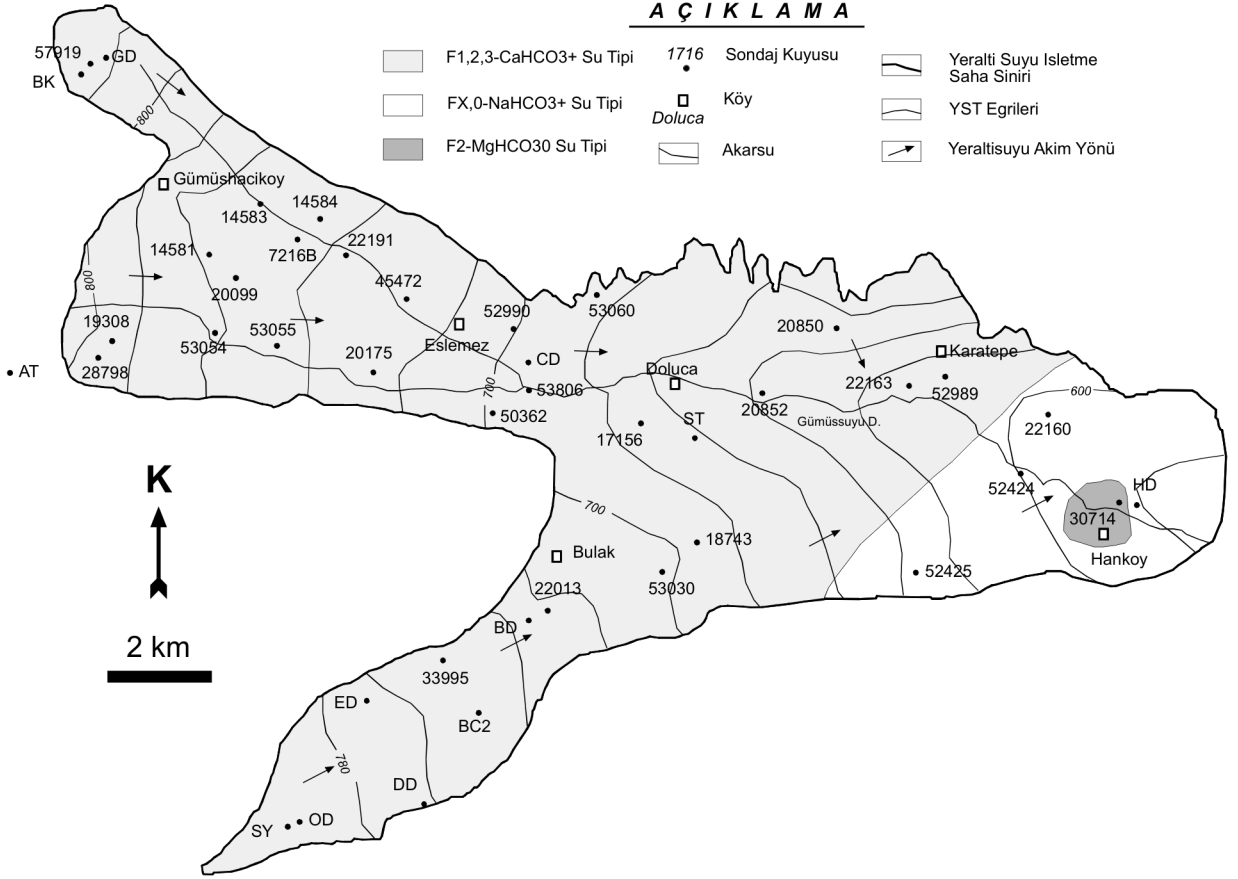 A Ç I K L A M A
F1,2,3-CaHCO3+ Su Tipi
FX,0-NaHCO3+ Su Tipi
F2-MgHCO30 Su Tipi
1716
Sondaj Kuyusu
Köy
Doluca
Akarsu
Yeralti Suyu Isletme
Saha Siniri
YST Egrileri
Yeraltisuyu Akim Yönü
57919
GD
BK
800
Gümüshacikoy
14583
14584
14581
7216B
22191
20099
45472
800
19308
53054
53055
28798
AT
20175
Eslemez
52990
53060
CD
700
53806
50362
Doluca
17156
ST
20850
Karatepe
22163
52989
20852
Gümüssuyu D.
600
22160
52424
HD
30714
Hankoy
52425
K
2 km
700
Bulak
18743
53030
22013
BD
33995
ED
BC2
780
DD
SY
OD